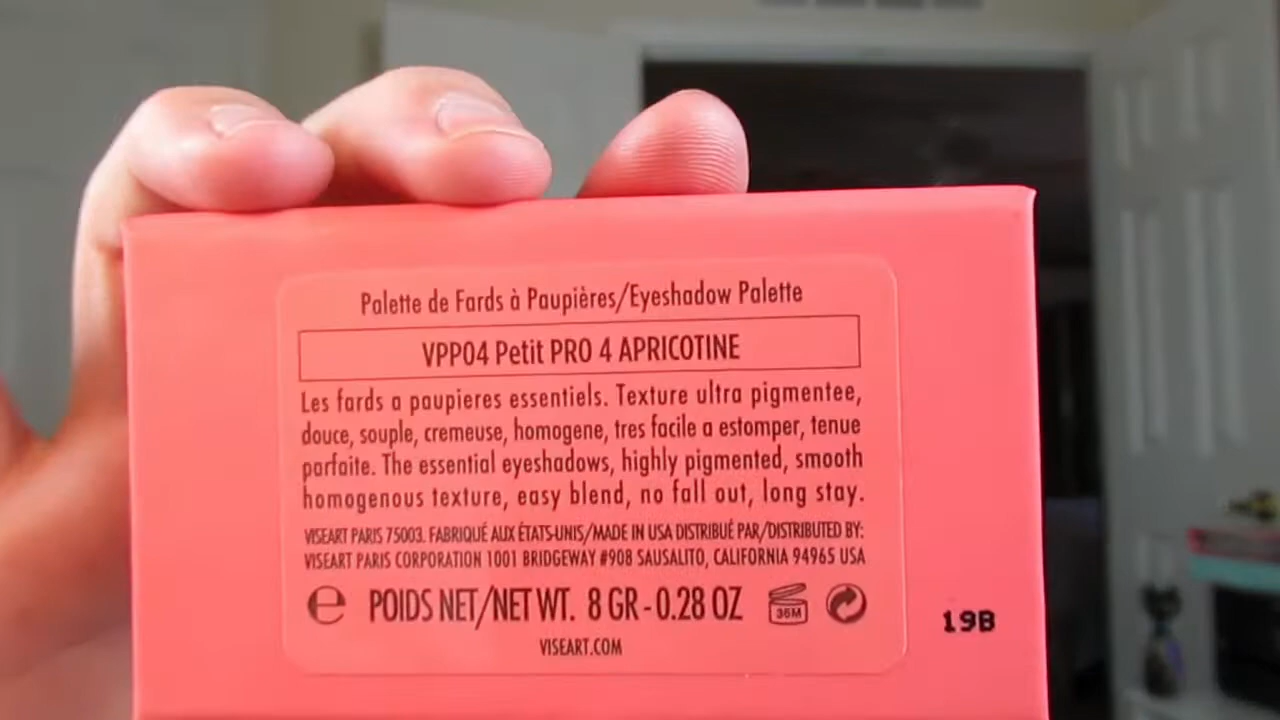 Palette de Fards à Paupières/Eyeshadow Palette
VPP04 Petit PRO 4 APRICOTINE
Les fards a paupieres essentiels. Texture ultra pigmentee,
douce, souple, cremeuse, homogene, tres facile a estomper, tenue
parfaite. The essential eyeshadows, highly pigmented, smooth
homogenous texture, easy blend, no fall out, long stay.
VISEART PARIS 75003. FABRIQUÉ AUX ÉTATS-UNIS/MADE IN USA DISTRIBUÉ PAR/DISTRIBUTED BY:
VISEART PARIS CORPORATION 1001 BRIDGEWAY #908 SAUSALITO, CALIFORNIA 94965 USA
e POIDS NET/NET WT. 8 GR - 0.28 OZ 36M
VISEART.COM
19B